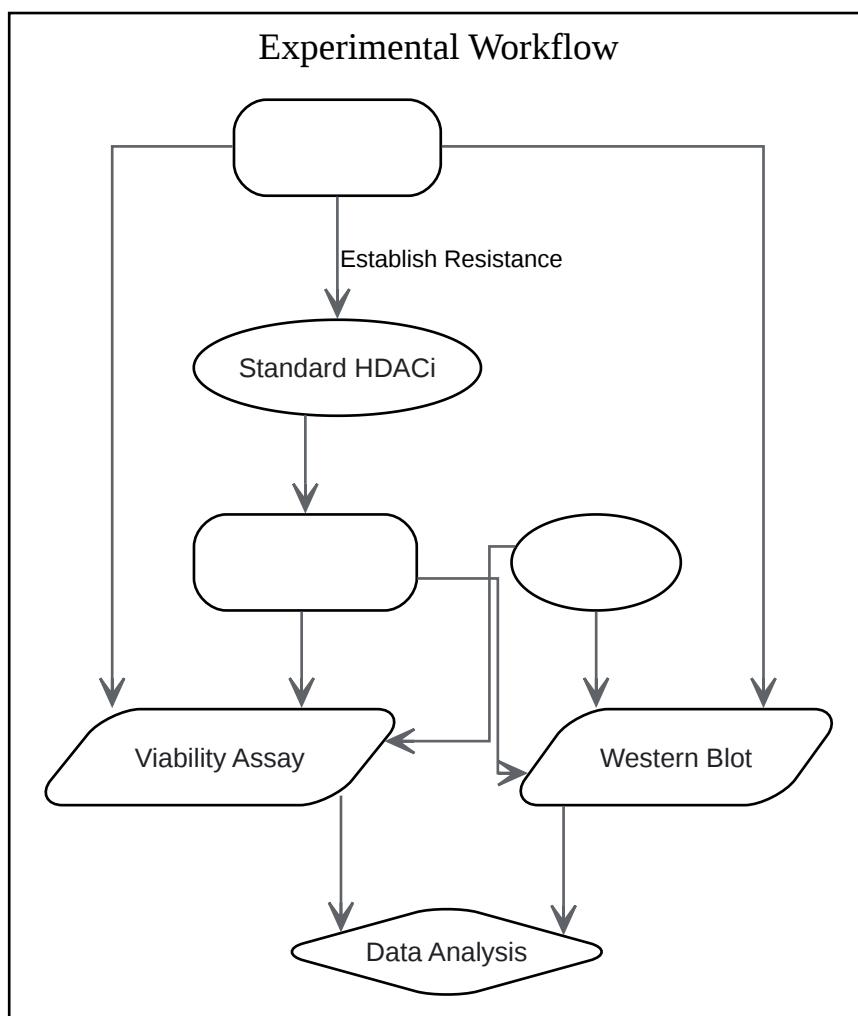 Experimental Workflow
Establish Resistance
Standard HDACi
Viability Assay
Western Blot
Data Analysis